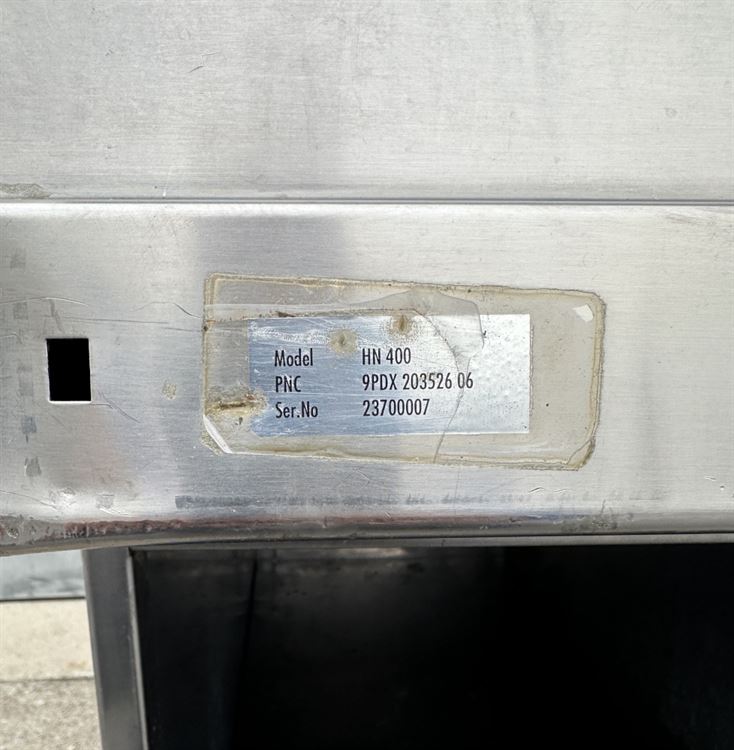 Model HN 400
PNC 9PDX 203526 06
Ser.No 23700007